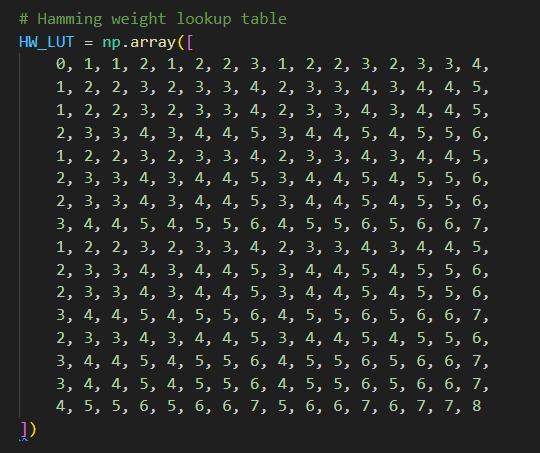 # Hamming weight lookup table
HW_LUT = np.array([
0, 1, 1, 2, 1, 2, 2, 3, 1, 2, 2, 3, 2, 3, 3, 4,
1, 2, 2, 3, 2, 3, 3, 4, 2, 3, 3, 4, 3, 4, 4, 5,
1, 2, 2, 3, 2, 3, 3, 4, 2, 3, 3, 4, 3, 4, 4, 5,
2, 3, 3, 4, 3, 4, 4, 5, 3, 4, 4, 5, 4, 5, 5, 6,
1, 2, 2, 3, 2, 3, 3, 4, 2, 3, 3, 4, 3, 4, 4, 5,
2, 3, 3, 4, 3, 4, 4, 5, 3, 4, 4, 5, 4, 5, 5, 6,
2, 3, 3, 4, 3, 4, 4, 5, 3, 4, 4, 5, 4, 5, 5, 6,
3, 4, 4, 5, 4, 5, 5, 6, 4, 5, 5, 6, 5, 6, 6, 7,
1, 2, 2, 3, 2, 3, 3, 4, 2, 3, 3, 4, 3, 4, 4, 5,
2, 3, 3, 4, 3, 4, 4, 5, 3, 4, 4, 5, 4, 5, 5, 6,
2, 3, 3, 4, 3, 4, 4, 5, 3, 4, 4, 5, 4, 5, 5, 6,
3, 4, 4, 5, 4, 5, 5, 6, 4, 5, 5, 6, 5, 6, 6, 7,
2, 3, 3, 4, 3, 4, 4, 5, 3, 4, 4, 5, 4, 5, 5, 6,
3, 4, 4, 5, 4, 5, 5, 6, 4, 5, 5, 6, 5, 6, 6, 7,
3, 4, 4, 5, 4, 5, 5, 6, 4, 5, 5, 6, 5, 6, 6, 7,
4, 5, 5, 6, 5, 6, 6, 7, 5, 6, 6, 7, 6, 7, 7, 8
])